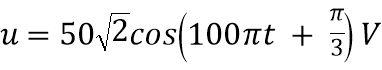 u = 50√2cos(100πt + π/3) V